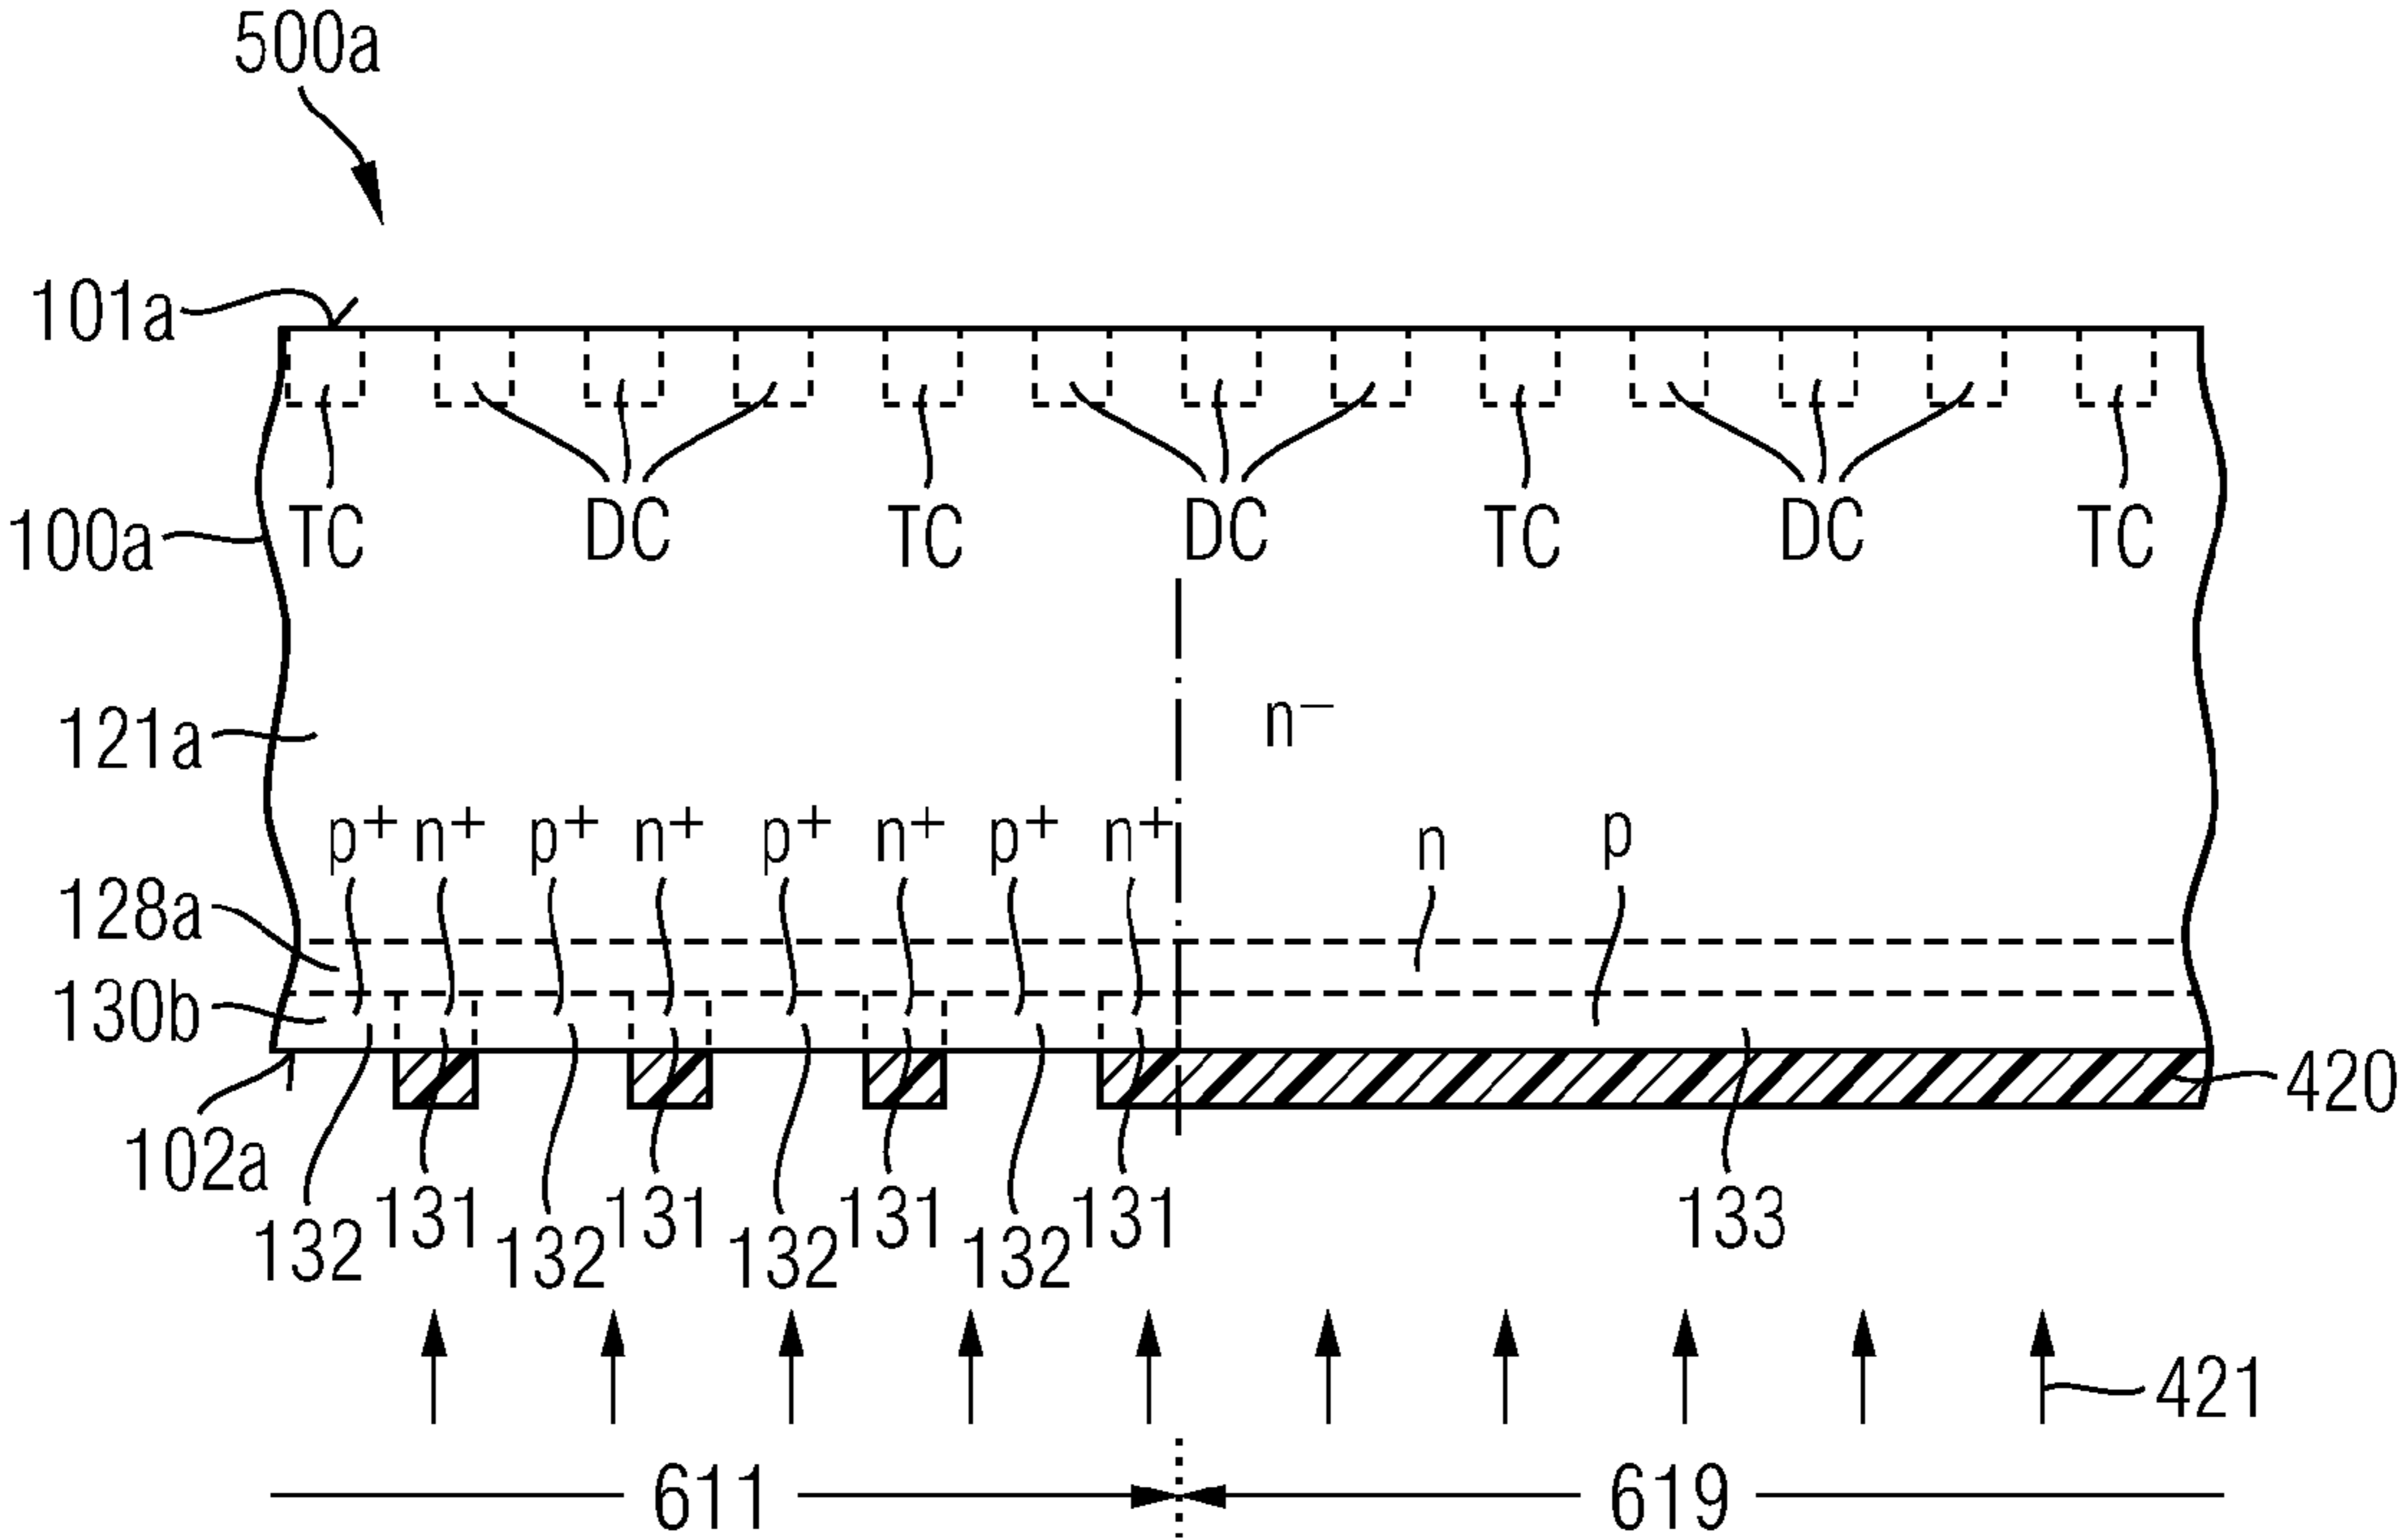 500a
101a
100a TC DC TC DC TC DC TC
121a n–
p+ n+ p+ n+ p+ n+ p+ n+ n p
128a
130b
420
102a
131 131 131 131 133
132 132 132 132
421
611 619